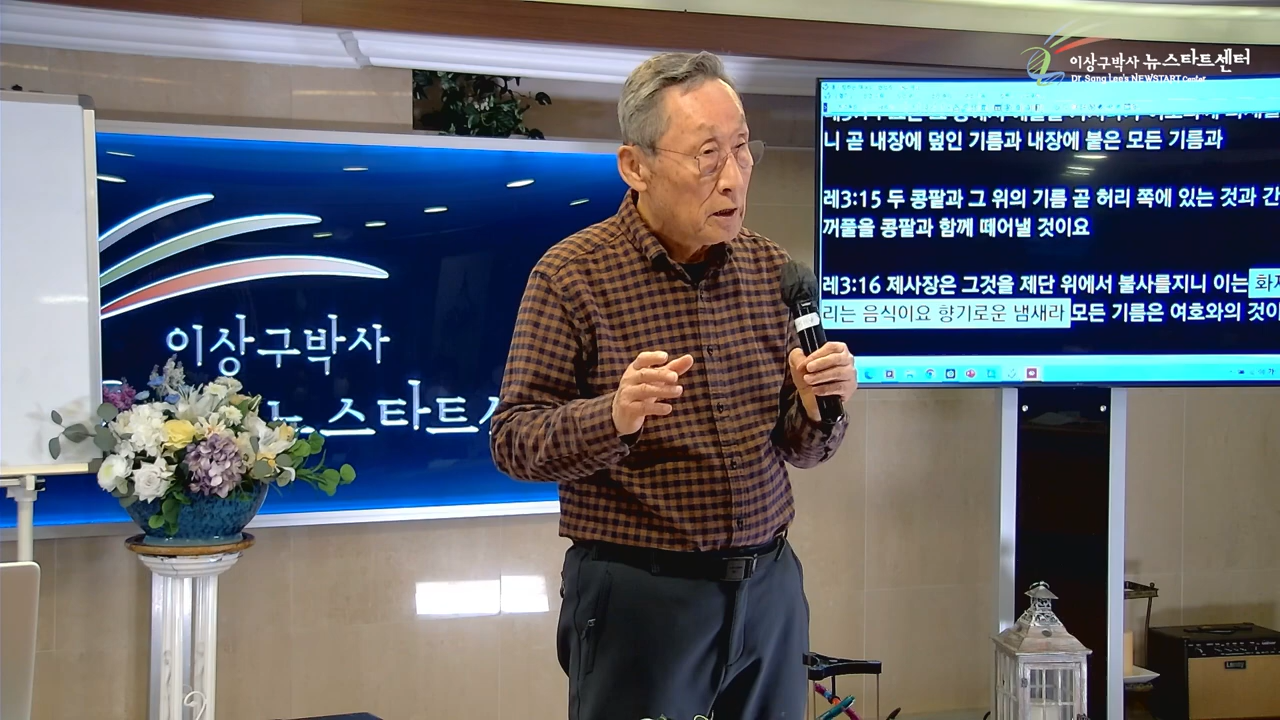 이상구박사 뉴스타트센터
Dr. Sang Lee's NEWSTART Center
니 곧 내장에 덮인 기름과 내장에 붙은 모든 기름과
레3:15 두 콩팥과 그 위의 기름 곧 허리 쪽에 있는 것과 간
꺼풀을 콩팥과 함께 떼어낼 것이요
레3:16 제사장은 그것을 제단 위에서 불사를지니 이는 화
리는 음식이요 향기로운 냄새라 모든 기름은 여호와의 것이
이상구박사
뉴스타트
Laney